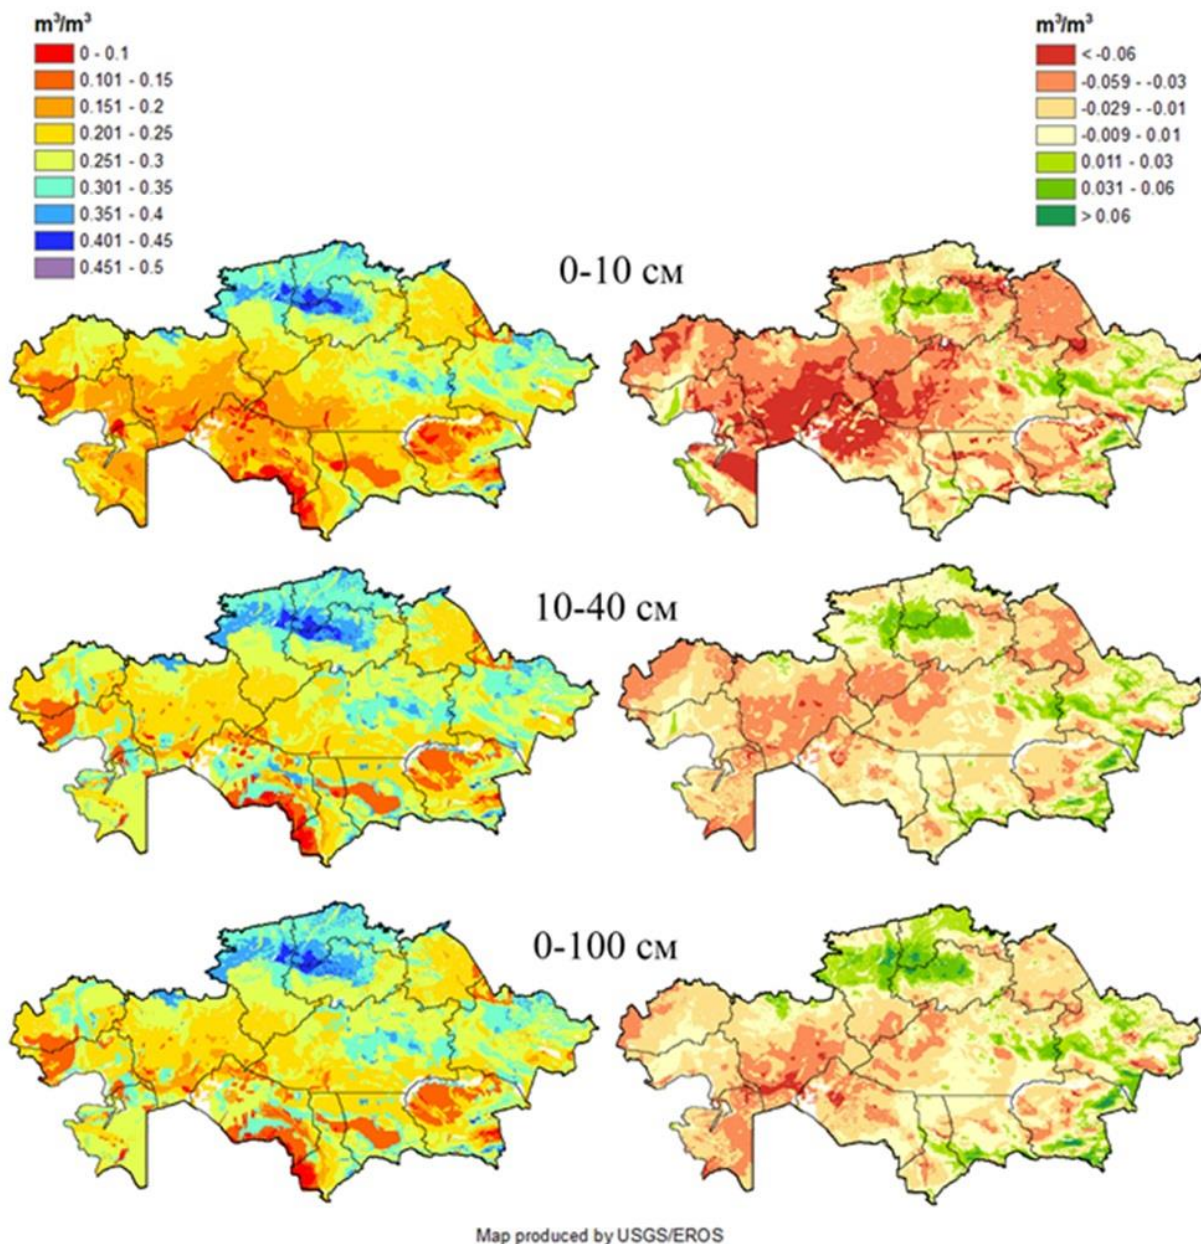 m³/m³
0 - 0.1
0.101 - 0.15
0.151 - 0.2
0.201 - 0.25
0.251 - 0.3
0.301 - 0.35
0.351 - 0.4
0.401 - 0.45
0.451 - 0.5
m³/m³
< -0.06
-0.059 - -0.03
-0.029 - -0.01
-0.009 - 0.01
0.011 - 0.03
0.031 - 0.06
> 0.06
0-10 см
10-40 см
0-100 см
Map produced by USGS/EROS